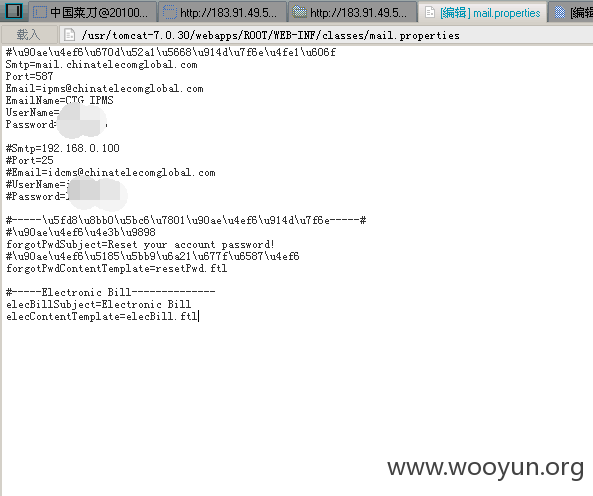 中国菜刀@20100...
http://183.91.49.5...
http://183.91.49.5...
[编辑] mail.properties
[编辑]
载入
/usr/tomcat-7.0.30/webapps/ROOT/WEB-INF/classes/mail.properties
#\u90ae\u4ef6\u670d\u52a1\u5668\u914d\u7f6e\u4fe1\u606f
Smtp=mail.chinatelecomglobal.com
Port=587
Email=ipms@chinatelecomglobal.com
EmailName=CTG IPMS
UserName=
Password=
#Smtp=192.168.0.100
#Port=25
#Email=idcms@chinatelecomglobal.com
#UserName=
#Password=
#-----\u5fd8\u8bb0\u5bc6\u7801\u90ae\u4ef6\u914d\u7f6e-----#
#\u90ae\u4ef6\u4e3b\u9898
forgotPwdSubject=Reset your account password!
#\u90ae\u4ef6\u5185\u5bb9\u6a21\u677f\u6587\u4ef6
forgotPwdContentTemplate=resetPwd.ftl
#-----Electronic Bill--------------
elecBillSubject=Electronic Bill
elecContentTemplate=elecBill.ftl
www.wooyun.org